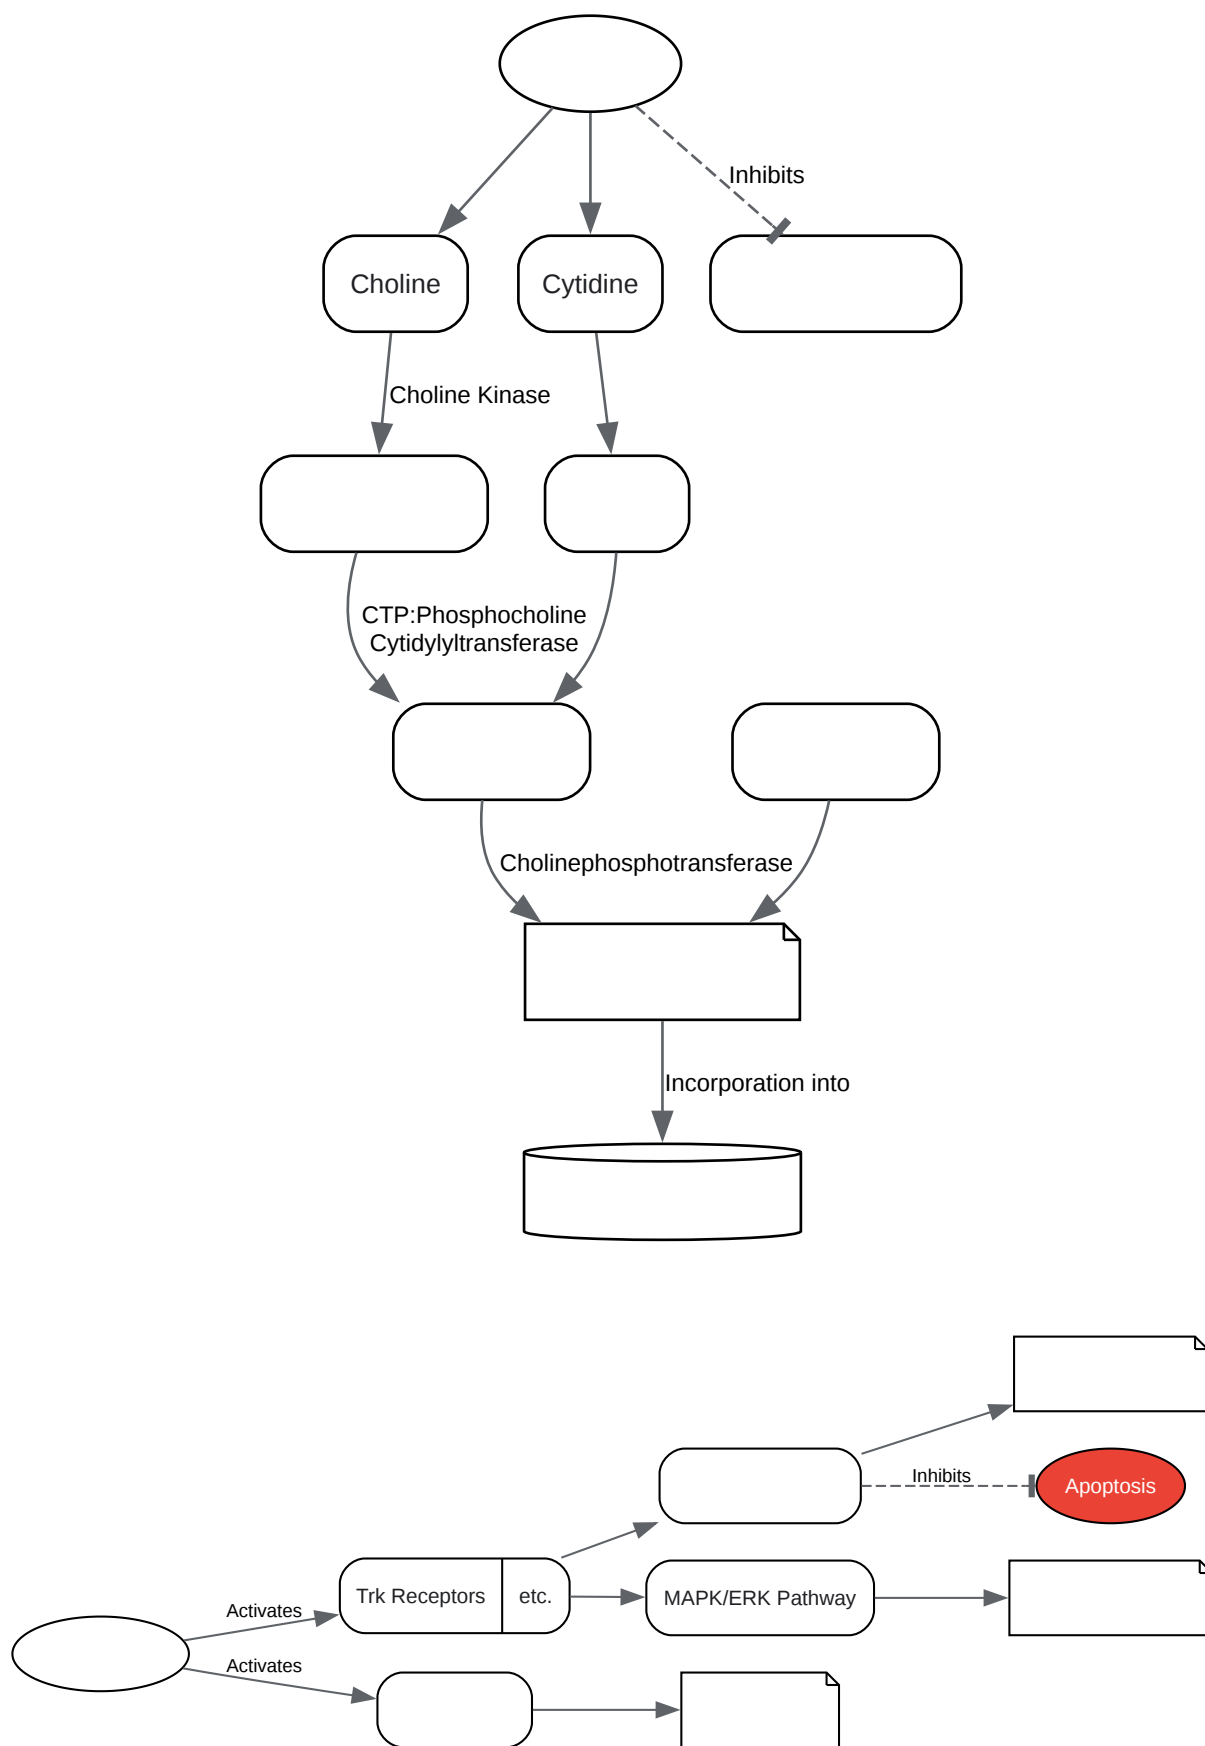 Inhibits
Choline
Cytidine
Choline Kinase
CTP:Phosphocholine
Cytidylyltransferase
Cholinephosphotransferase
Incorporation into
Inhibits
Apoptosis
Trk Receptors
etc.
MAPK/ERK Pathway
Activates
Activates